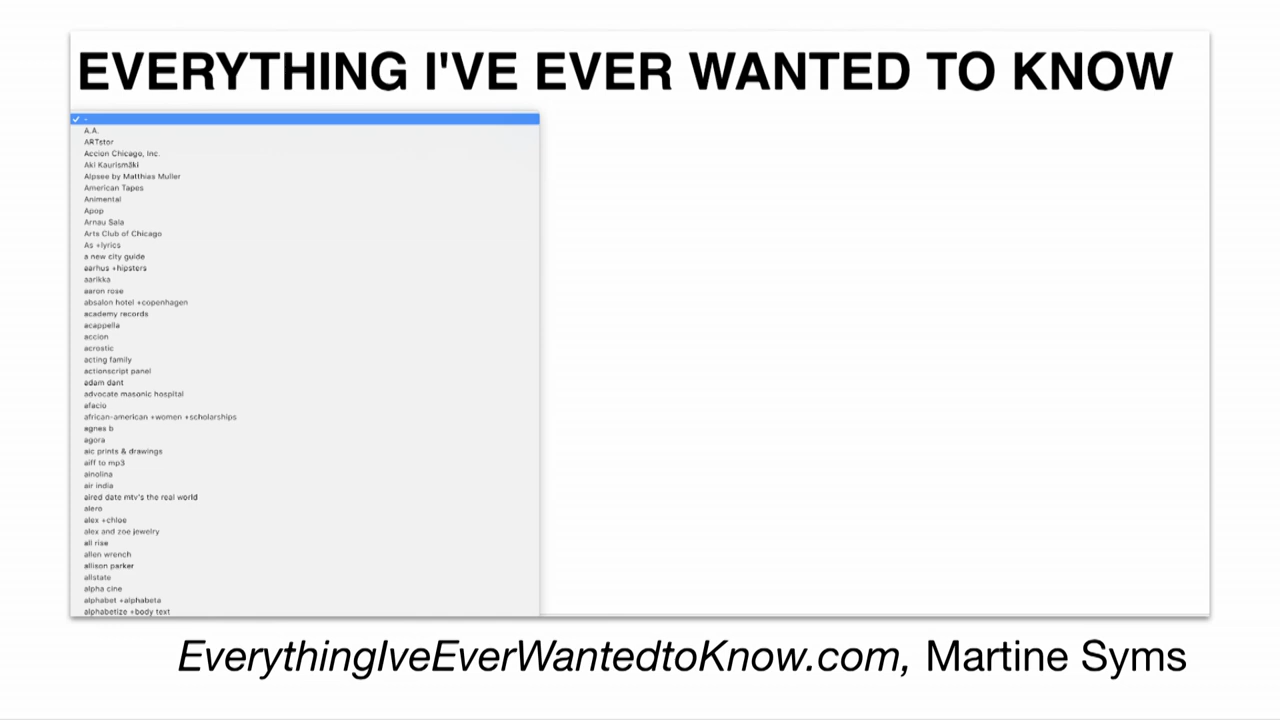 EVERYTHING I'VE EVER WANTED TO KNOW
✓ -
A.A.
ARTstor
Accion Chicago, Inc.
Aki Kaurismäki
Alpsee by Matthias Muller
American Tapes
Animental
Apop
Arnau Sala
Arts Club of Chicago
As +lyrics
a new city guide
aarhus +hipsters
aarikka
aaron rose
absalon hotel +copenhagen
academy records
acappella
accion
acrostic
acting family
actionscript panel
adam dant
advocate masonic hospital
afacio
african-american +women +scholarships
agnes b
agora
aic prints & drawings
aiff to mp3
ainolina
air india
aired date mtv's the real world
alero
alex +chloe
alex and zoe jewelry
all rise
allen wrench
allison parker
allstate
alpha cine
alphabet +alphabeta
alphabetize +body text
EverythingIveEverWantedtoKnow.com, Martine Syms